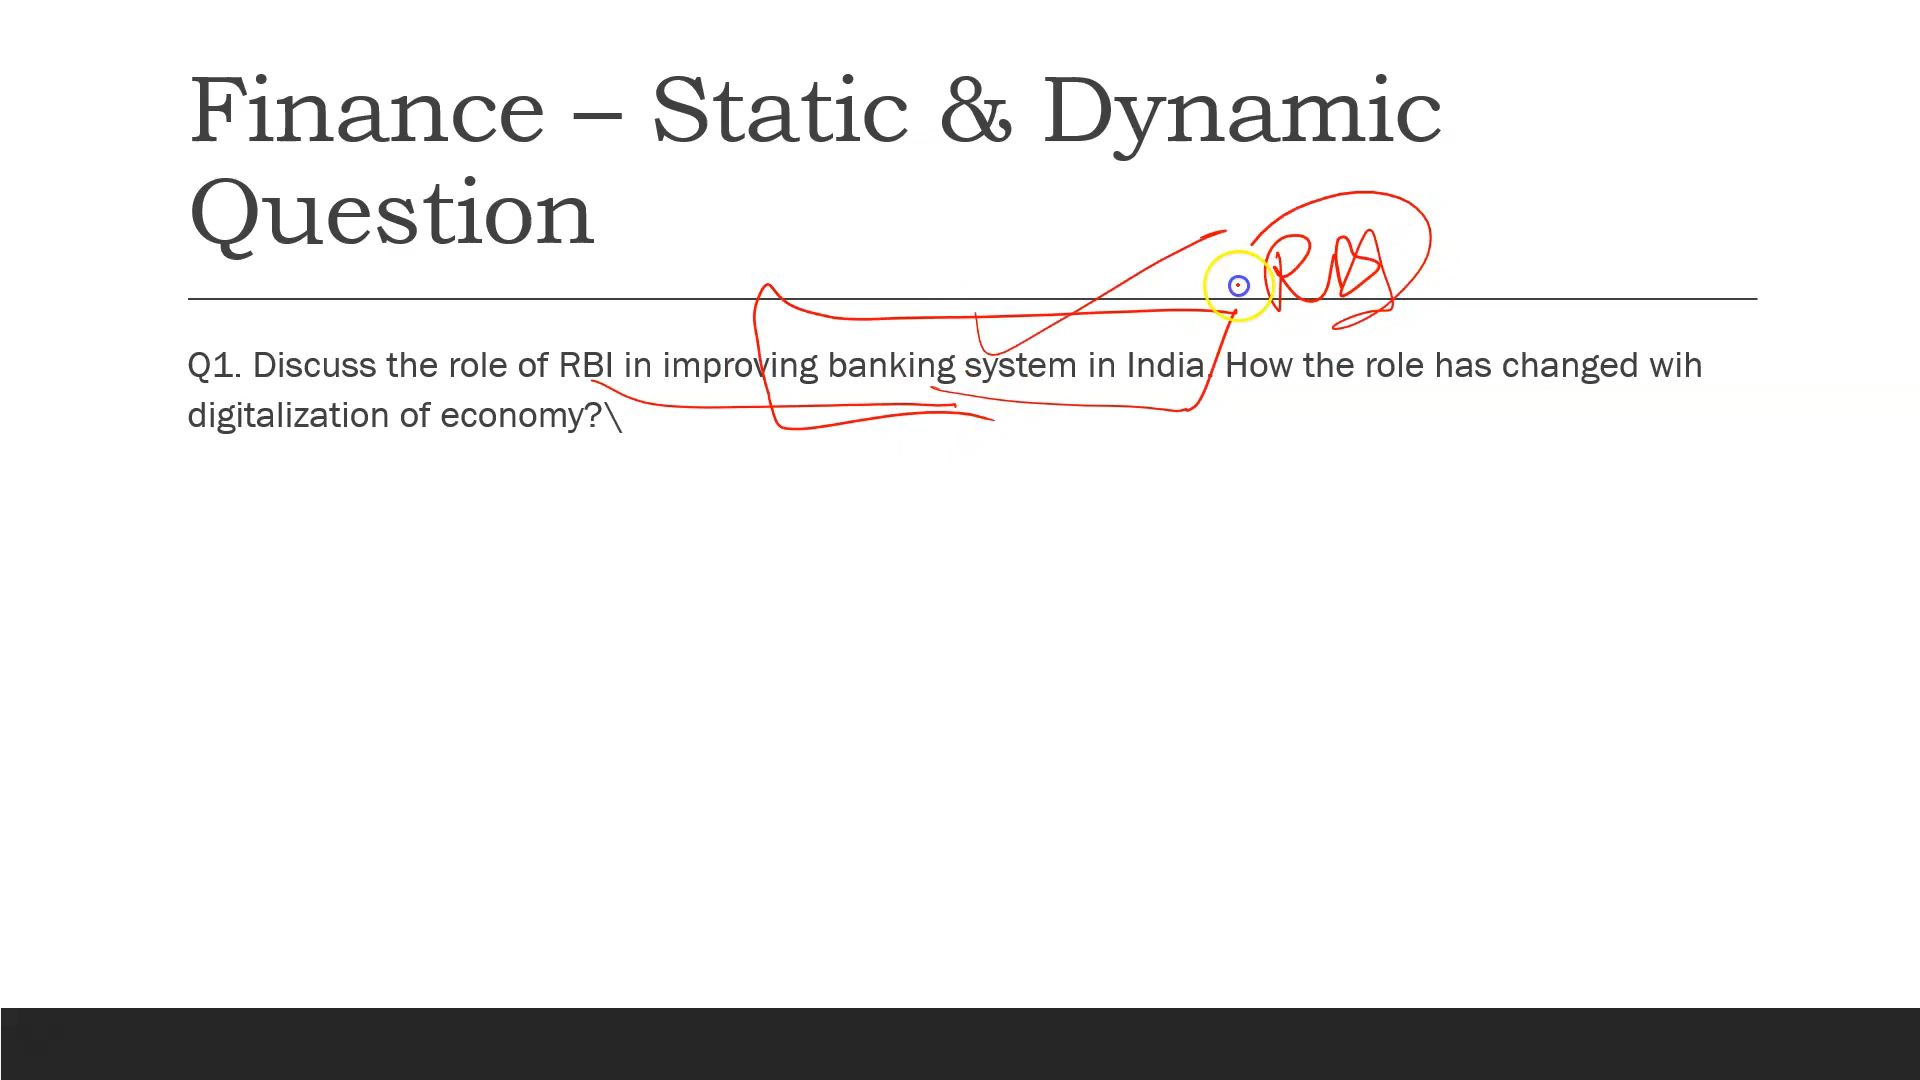 Finance – Static & Dynamic
Question
Q1. Discuss the role of RBI in improving banking system in India. How the role has changed wih
digitalization of economy?\